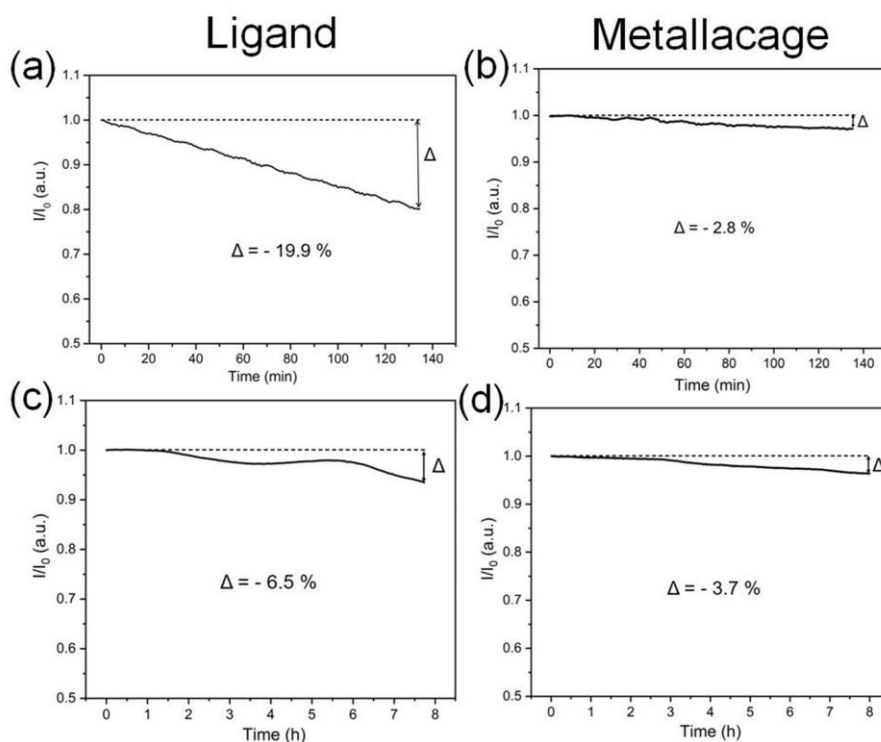 Ligand
Metallacage
(a)
1.1
1.0
0.9
0.8
0.7
0.6
0.5
I/I₀ (a.u.)
Δ
Δ = - 19.9 %
0 20 40 60 80 100 120 140
Time (min)
(b)
1.1
1.0
0.9
0.8
0.7
0.6
0.5
I/I₀ (a.u.)
Δ
Δ = - 2.8 %
0 20 40 60 80 100 120 140
Time (min)
(c)
1.1
1.0
0.9
0.8
0.7
0.6
0.5
I/I₀ (a.u.)
Δ
Δ = - 6.5 %
0 1 2 3 4 5 6 7 8
Time (h)
(d)
1.1
1.0
0.9
0.8
0.7
0.6
0.5
I/I₀ (a.u.)
Δ
Δ = - 3.7 %
0 1 2 3 4 5 6 7 8
Time (h)